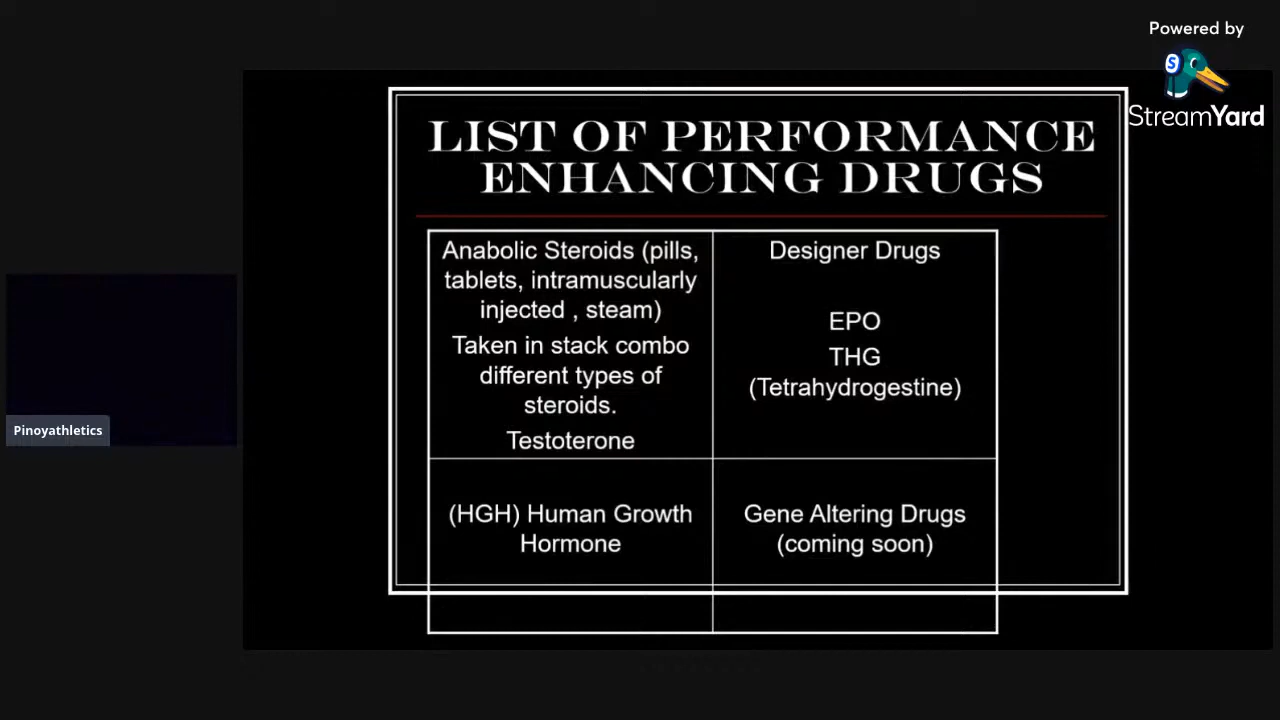 Powered by
StreamYard
LIST OF PERFORMANCE
ENHANCING DRUGS
Anabolic Steroids (pills,
tablets, intramuscularly
injected , steam)
Taken in stack combo
different types of
steroids.
Testoterone
Designer Drugs
EPO
THG
(Tetrahydrogestine)
(HGH) Human Growth
Hormone
Gene Altering Drugs
(coming soon)
Pinoyathletics